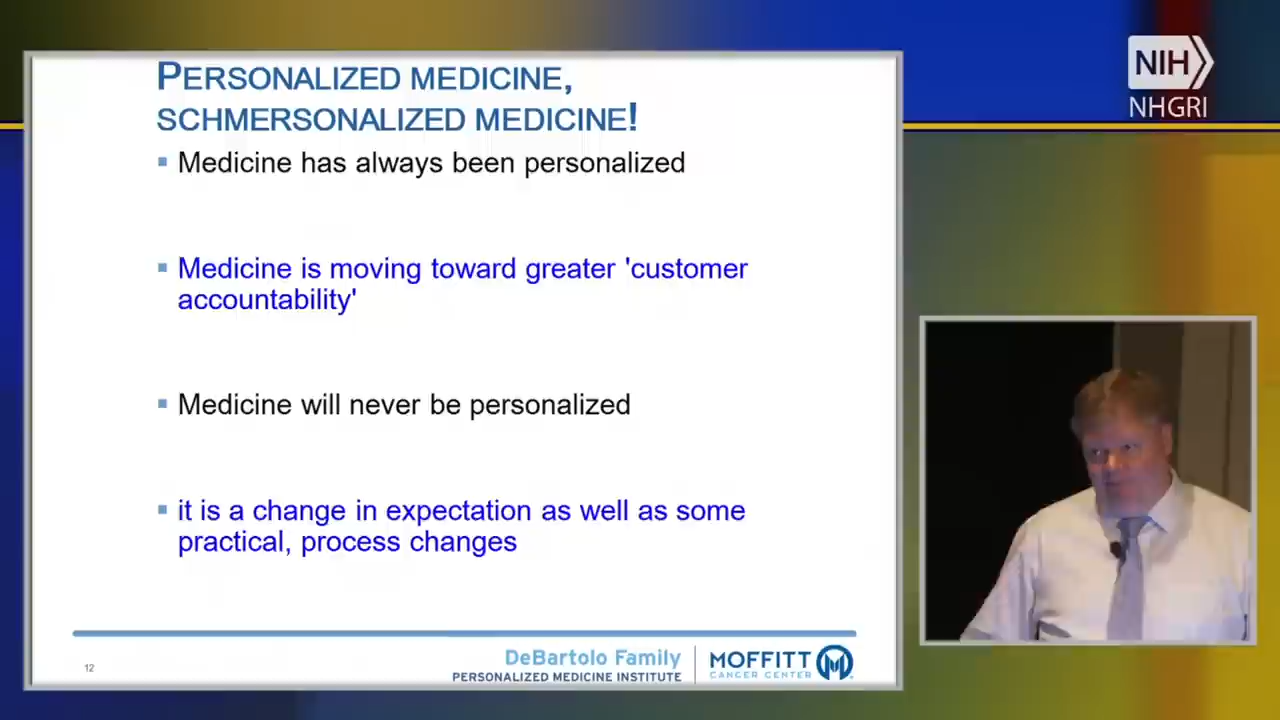 PERSONALIZED MEDICINE,
SCHMERSONALIZED MEDICINE!
▪ Medicine has always been personalized
▪ Medicine is moving toward greater 'customer
accountability'
▪ Medicine will never be personalized
▪ it is a change in expectation as well as some
practical, process changes
12
DeBartolo Family
PERSONALIZED MEDICINE INSTITUTE
MOFFITT
CANCER CENTER
NIH
NHGRI